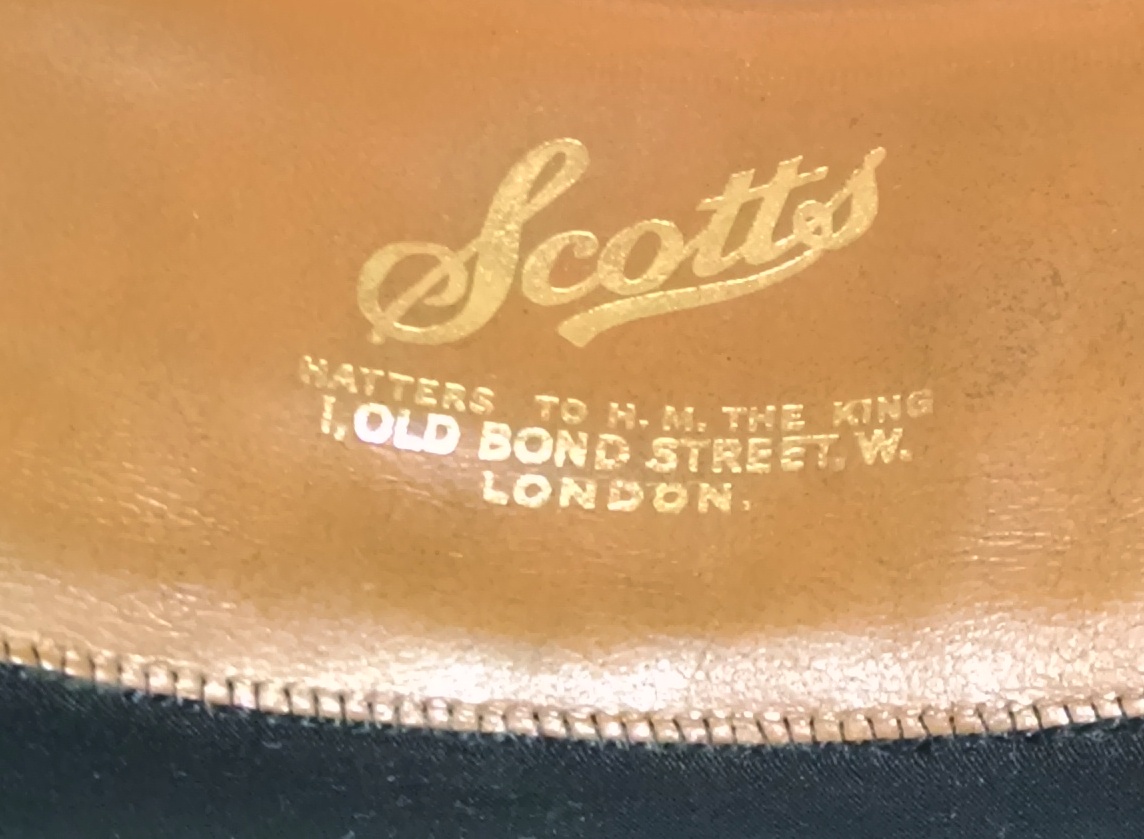 Scotts
HATTERS TO H. M. THE KING
1, OLD BOND STREET, W.
LONDON.